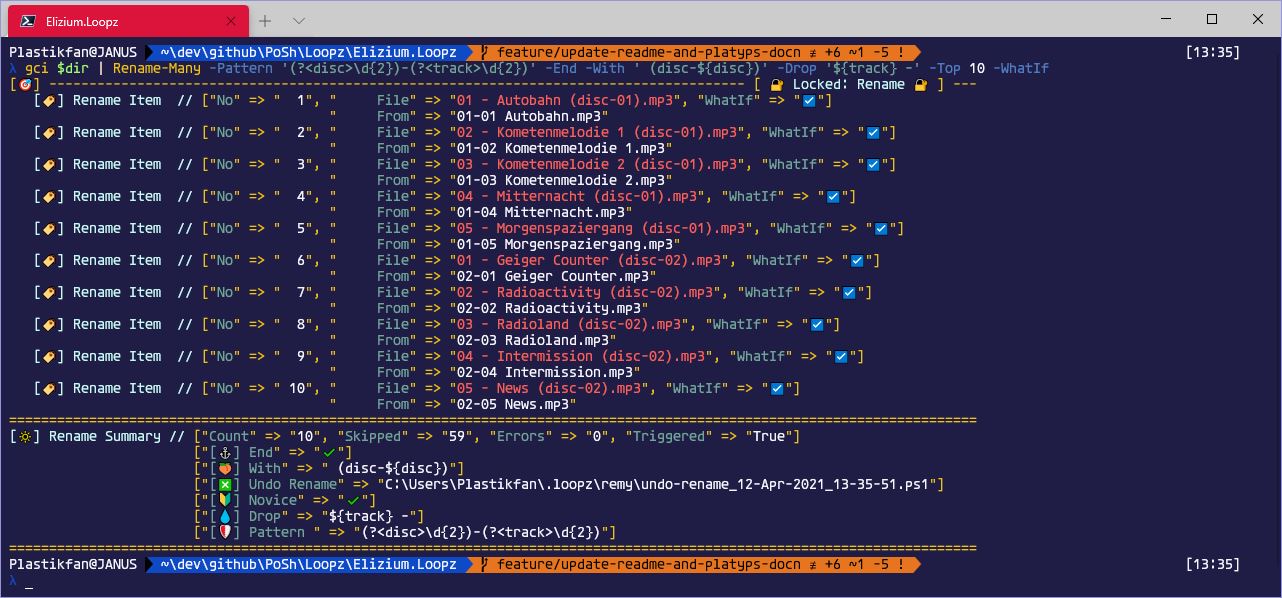 Elizium.Loopz
Plastikfan@JANUS ~\dev\github\PoSh\Loopz\Elizium.Loopz feature/update-readme-and-platyps-docn ≢ +6 ~1 -5 ! [13:35]
λ gci $dir | Rename-Many -Pattern '(?<disc>\d{2})-(?<track>\d{2})' -End -With ' (disc-${disc})' -Drop '${track} -' -Top 10 -WhatIf
[🎯] ---------------------------------------------------------------------------------------- [ 🔐 Locked: Rename 🔐 ] ---
[🏷️] Rename Item // ["No" => " 1", " File" => "01 - Autobahn (disc-01).mp3", "WhatIf" => "☑️"]
" From" => "01-01 Autobahn.mp3"
[🏷️] Rename Item // ["No" => " 2", " File" => "02 - Kometenmelodie 1 (disc-01).mp3", "WhatIf" => "☑️"]
" From" => "01-02 Kometenmelodie 1.mp3"
[🏷️] Rename Item // ["No" => " 3", " File" => "03 - Kometenmelodie 2 (disc-01).mp3", "WhatIf" => "☑️"]
" From" => "01-03 Kometenmelodie 2.mp3"
[🏷️] Rename Item // ["No" => " 4", " File" => "04 - Mitternacht (disc-01).mp3", "WhatIf" => "☑️"]
" From" => "01-04 Mitternacht.mp3"
[🏷️] Rename Item // ["No" => " 5", " File" => "05 - Morgenspaziergang (disc-01).mp3", "WhatIf" => "☑️"]
" From" => "01-05 Morgenspaziergang.mp3"
[🏷️] Rename Item // ["No" => " 6", " File" => "01 - Geiger Counter (disc-02).mp3", "WhatIf" => "☑️"]
" From" => "02-01 Geiger Counter.mp3"
[🏷️] Rename Item // ["No" => " 7", " File" => "02 - Radioactivity (disc-02).mp3", "WhatIf" => "☑️"]
" From" => "02-02 Radioactivity.mp3"
[🏷️] Rename Item // ["No" => " 8", " File" => "03 - Radioland (disc-02).mp3", "WhatIf" => "☑️"]
" From" => "02-03 Radioland.mp3"
[🏷️] Rename Item // ["No" => " 9", " File" => "04 - Intermission (disc-02).mp3", "WhatIf" => "☑️"]
" From" => "02-04 Intermission.mp3"
[🏷️] Rename Item // ["No" => " 10", " File" => "05 - News (disc-02).mp3", "WhatIf" => "☑️"]
" From" => "02-05 News.mp3"
=========================================================================================================================
[🔆] Rename Summary // ["Count" => "10", "Skipped" => "59", "Errors" => "0", "Triggered" => "True"]
["[⚓] End" => "✔️"]
["[🍑] With" => " (disc-${disc})"]
["[❎] Undo Rename" => "C:\Users\Plastikfan\.loopz\remy\undo-rename_12-Apr-2021_13-35-51.ps1"]
["[🔰] Novice" => "✔️"]
["[💧] Drop" => "${track} -"]
["[🛡️] Pattern " => "(?<disc>\d{2})-(?<track>\d{2})"]
=========================================================================================================================
Plastikfan@JANUS ~\dev\github\PoSh\Loopz\Elizium.Loopz feature/update-readme-and-platyps-docn ≢ +6 ~1 -5 ! [13:35]
λ _